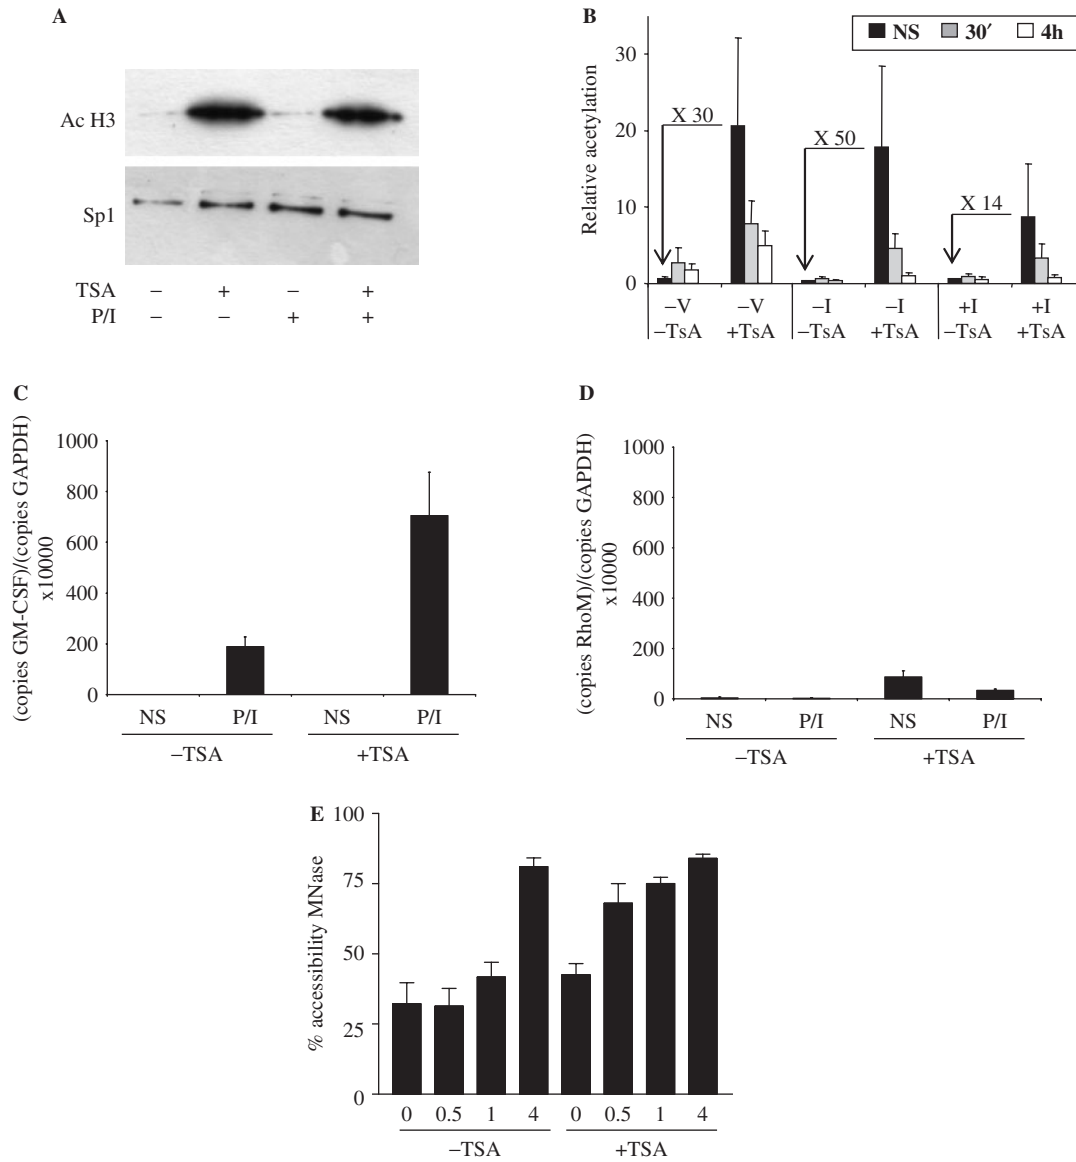 A
Ac H3
Sp1
TSA – + – +
P/I – – + +
B
NS 30′ 4h
Relative acetylation
30
20
10
0
X 30
X 50
X 14
–V –V –I –I +I +I
–TsA +TsA –TsA +TsA –TsA +TsA
C
(copies GM-CSF)/(copies GAPDH)
x10000
1000
800
600
400
200
0
NS P/I NS P/I
–TSA +TSA
D
(copies RhoM)/(copies GAPDH)
x10000
1000
800
600
400
200
0
NS P/I NS P/I
–TSA +TSA
E
% accessibility MNase
100
75
50
25
0
0 0.5 1 4 0 0.5 1 4
–TSA +TSA